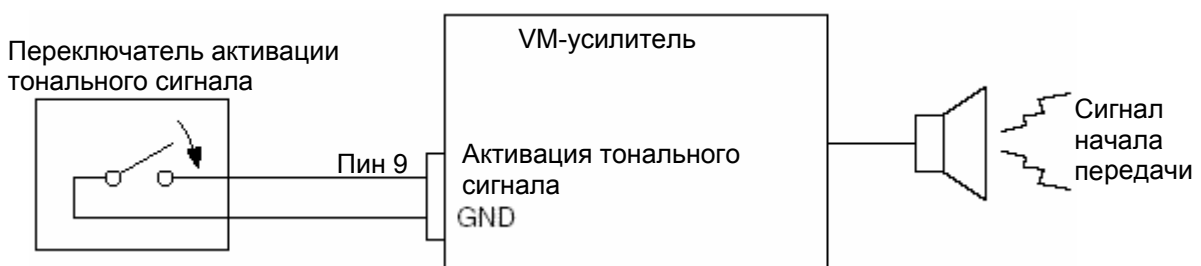 Переключатель активации
тонального сигнала
VM-усилитель
Пин 9
Активация тонального
сигнала
GND
Сигнал
начала
передачи